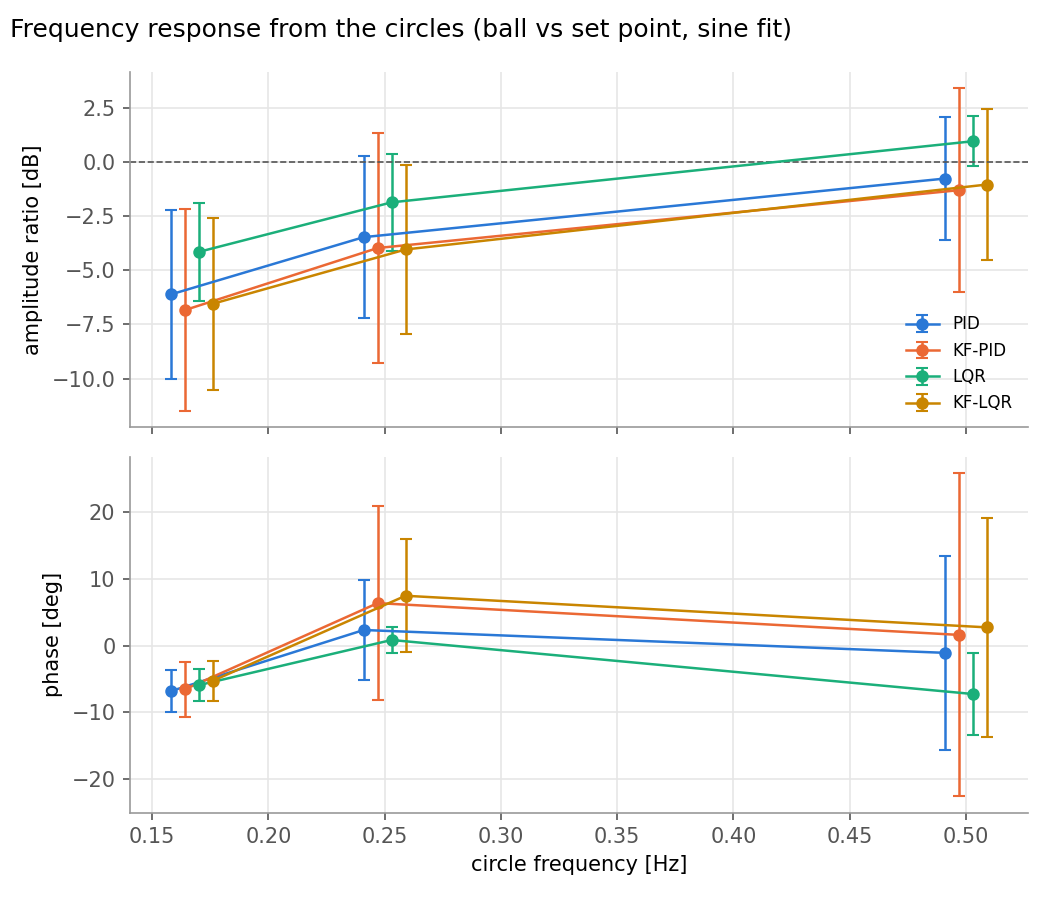 Frequency response from the circles (ball vs set point, sine fit)
amplitude ratio [dB]
2.5
0.0
−2.5
−5.0
−7.5
−10.0
PID
KF-PID
LQR
KF-LQR
phase [deg]
20
10
0
−10
−20
0.15 0.20 0.25 0.30 0.35 0.40 0.45 0.50
circle frequency [Hz]